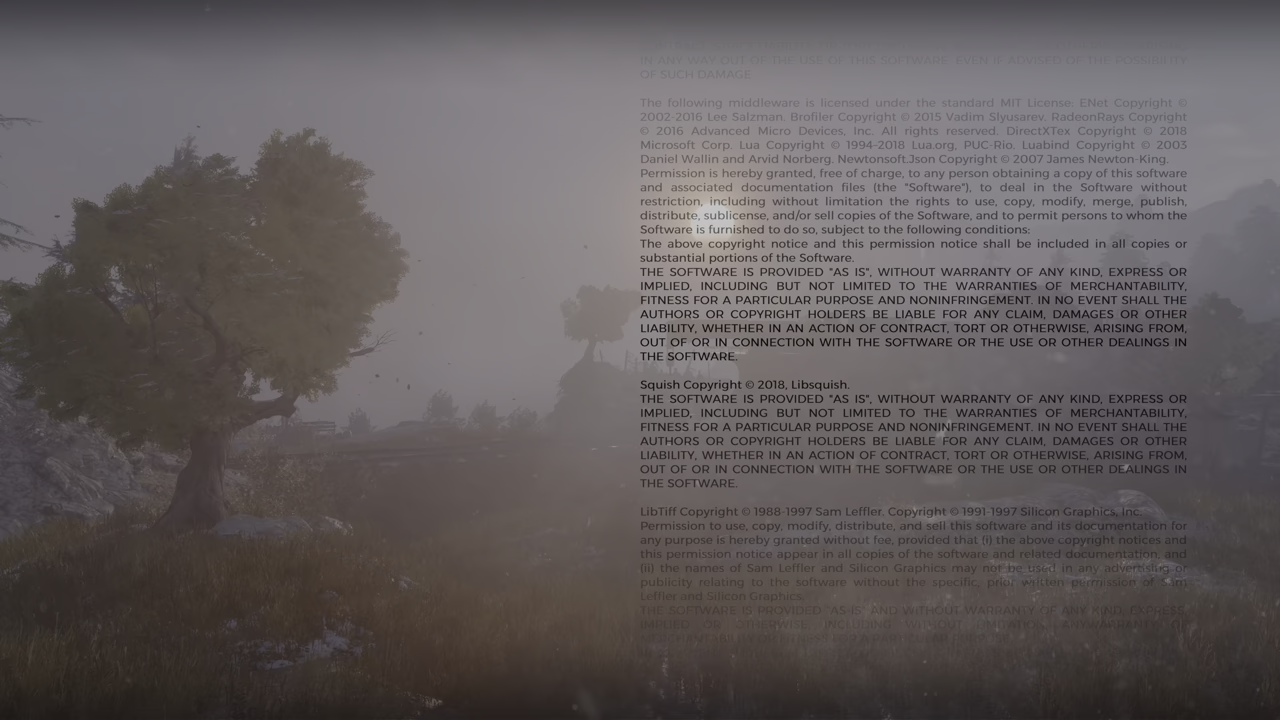 IN ANY WAY OUT OF THE USE OF THIS SOFTWARE, EVEN IF ADVISED OF THE POSSIBILITY
OF SUCH DAMAGE.
The following middleware is licensed under the standard MIT License: ENet Copyright ©
2002-2016 Lee Salzman. Brofiler Copyright © 2015 Vadim Slyusarev. RadeonRays Copyright
© 2016 Advanced Micro Devices, Inc. All rights reserved. DirectXTex Copyright © 2018
Microsoft Corp. Lua Copyright © 1994-2018 Lua.org, PUC-Rio. Luabind Copyright © 2003
Daniel Wallin and Arvid Norberg. Newtonsoft.Json Copyright © 2007 James Newton-King.
Permission is hereby granted, free of charge, to any person obtaining a copy of this software
and associated documentation files (the "Software"), to deal in the Software without
restriction, including without limitation the rights to use, copy, modify, merge, publish,
distribute, sublicense, and/or sell copies of the Software, and to permit persons to whom the
Software is furnished to do so, subject to the following conditions:
The above copyright notice and this permission notice shall be included in all copies or
substantial portions of the Software.
THE SOFTWARE IS PROVIDED "AS IS", WITHOUT WARRANTY OF ANY KIND, EXPRESS OR
IMPLIED, INCLUDING BUT NOT LIMITED TO THE WARRANTIES OF MERCHANTABILITY,
FITNESS FOR A PARTICULAR PURPOSE AND NONINFRINGEMENT. IN NO EVENT SHALL THE
AUTHORS OR COPYRIGHT HOLDERS BE LIABLE FOR ANY CLAIM, DAMAGES OR OTHER
LIABILITY, WHETHER IN AN ACTION OF CONTRACT, TORT OR OTHERWISE, ARISING FROM,
OUT OF OR IN CONNECTION WITH THE SOFTWARE OR THE USE OR OTHER DEALINGS IN
THE SOFTWARE.
Squish Copyright © 2018, Libsquish.
THE SOFTWARE IS PROVIDED "AS IS", WITHOUT WARRANTY OF ANY KIND, EXPRESS OR
IMPLIED, INCLUDING BUT NOT LIMITED TO THE WARRANTIES OF MERCHANTABILITY,
FITNESS FOR A PARTICULAR PURPOSE AND NONINFRINGEMENT. IN NO EVENT SHALL THE
AUTHORS OR COPYRIGHT HOLDERS BE LIABLE FOR ANY CLAIM, DAMAGES OR OTHER
LIABILITY, WHETHER IN AN ACTION OF CONTRACT, TORT OR OTHERWISE, ARISING FROM,
OUT OF OR IN CONNECTION WITH THE SOFTWARE OR THE USE OR OTHER DEALINGS IN
THE SOFTWARE.
LibTiff Copyright © 1988-1997 Sam Leffler. Copyright © 1991-1997 Silicon Graphics, Inc.
Permission to use, copy, modify, distribute, and sell this software and its documentation for
any purpose is hereby granted without fee, provided that (i) the above copyright notices and
this permission notice appear in all copies of the software and related documentation, and
(ii) the names of Sam Leffler and Silicon Graphics may not be used in any advertising or
publicity relating to the software without the specific, prior written permission of Sam
Leffler and Silicon Graphics.
THE SOFTWARE IS PROVIDED "AS-IS" AND WITHOUT WARRANTY OF ANY KIND, EXPRESS,
IMPLIED OR OTHERWISE, INCLUDING WITHOUT LIMITATION, ANY WARRANTY OF
MERCHANTABILITY OR FITNESS FOR A PARTICULAR PURPOSE.